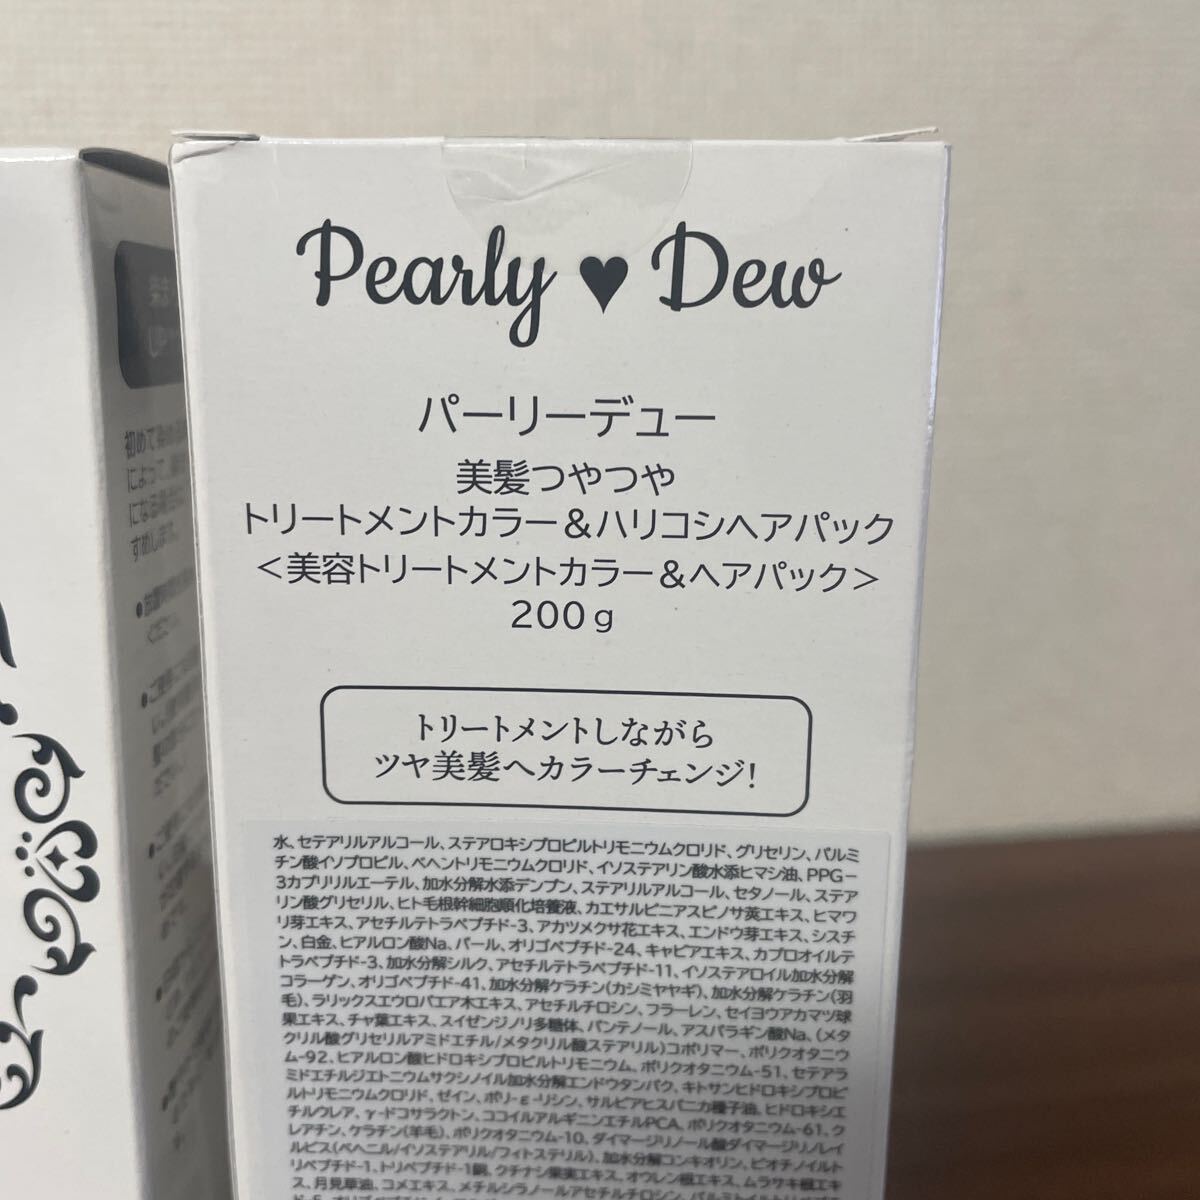 Pearly ♥ Dew
パーリーデュー
美髪つやつや
トリートメントカラー＆ハリコシヘアパック
＜美容トリートメントカラー＆ヘアパック＞
200g
トリートメントしながら
ツヤ美髪へカラーチェンジ!
水、セテアリルアルコール、ステアロキシプロピルトリモニウムクロリド、グリセリン、パルミ
チン酸イソプロピル、ベヘントリモニウムクロリド、イソステアリン酸水添ヒマシ油、PPG-
3カプリリルエーテル、加水分解水添デンプン、ステアリルアルコール、セタノール、ステア
リン酸グリセリル、ヒト毛根幹細胞順化培養液、カエサルピニアスピノサ莢エキス、ヒマワ
リ芽エキス、アセチルテトラペプチド-3、アカツメクサ花エキス、エンドウ芽エキス、シスチ
ン、白金、ヒアルロン酸Na、パール、オリゴペプチド-24、キャビアエキス、カプロオイルテ
トラペプチド-3、加水分解シルク、アセチルテトラペプチド-11、イソステアロイル加水分解
コラーゲン、オリゴペプチド-41、加水分解ケラチン(カシミヤヤギ)、加水分解ケラチン(羽
毛)、ラリックスエウロパエア木エキス、アセチルチロシン、フラーレン、セイヨウアカマツ球
果エキス、チャ葉エキス、スイゼンジノリ多糖体、パンテノール、アスパラギン酸Na、(メタ
クリル酸グリセリルアミドエチル/メタクリル酸ステアリル)コポリマー、ポリクオタニウ
ム-92、ヒアルロン酸ヒドロキシプロピルトリモニウム、ポリクオタニウム-51、セテアラ
ミドエチルジエトニウムサクシノイル加水分解エンドウタンパク、キトサンヒドロキシプロピ
ルトリモニウムクロリド、ゼイン、ポリ-ε-リシン、サルビアヒスパニカ種子油、ヒドロキシエ
チルウレア、γ-ドコサラクトン、ココイルアルギニンエチルPCA、ポリクオタニウム-61、ク
レアチン、ケラチン(羊毛)、ポリクオタニウム-10、ダイマージリノール酸ダイマージリノレイ
ルビス(ベヘニル/イソステアリル/フィトステリル)、加水分解コンキオリン、ビオチノイルト
リペプチド-1、トリペプチド-1銅、クチナシ果実エキス、オウレン根エキス、ムラサキ根エキ
ス、月見草油、コメエキス、メチルシラノールアセチルチロシン、パルミトイルトリペプ
初めて
によって、
になる
すめします。